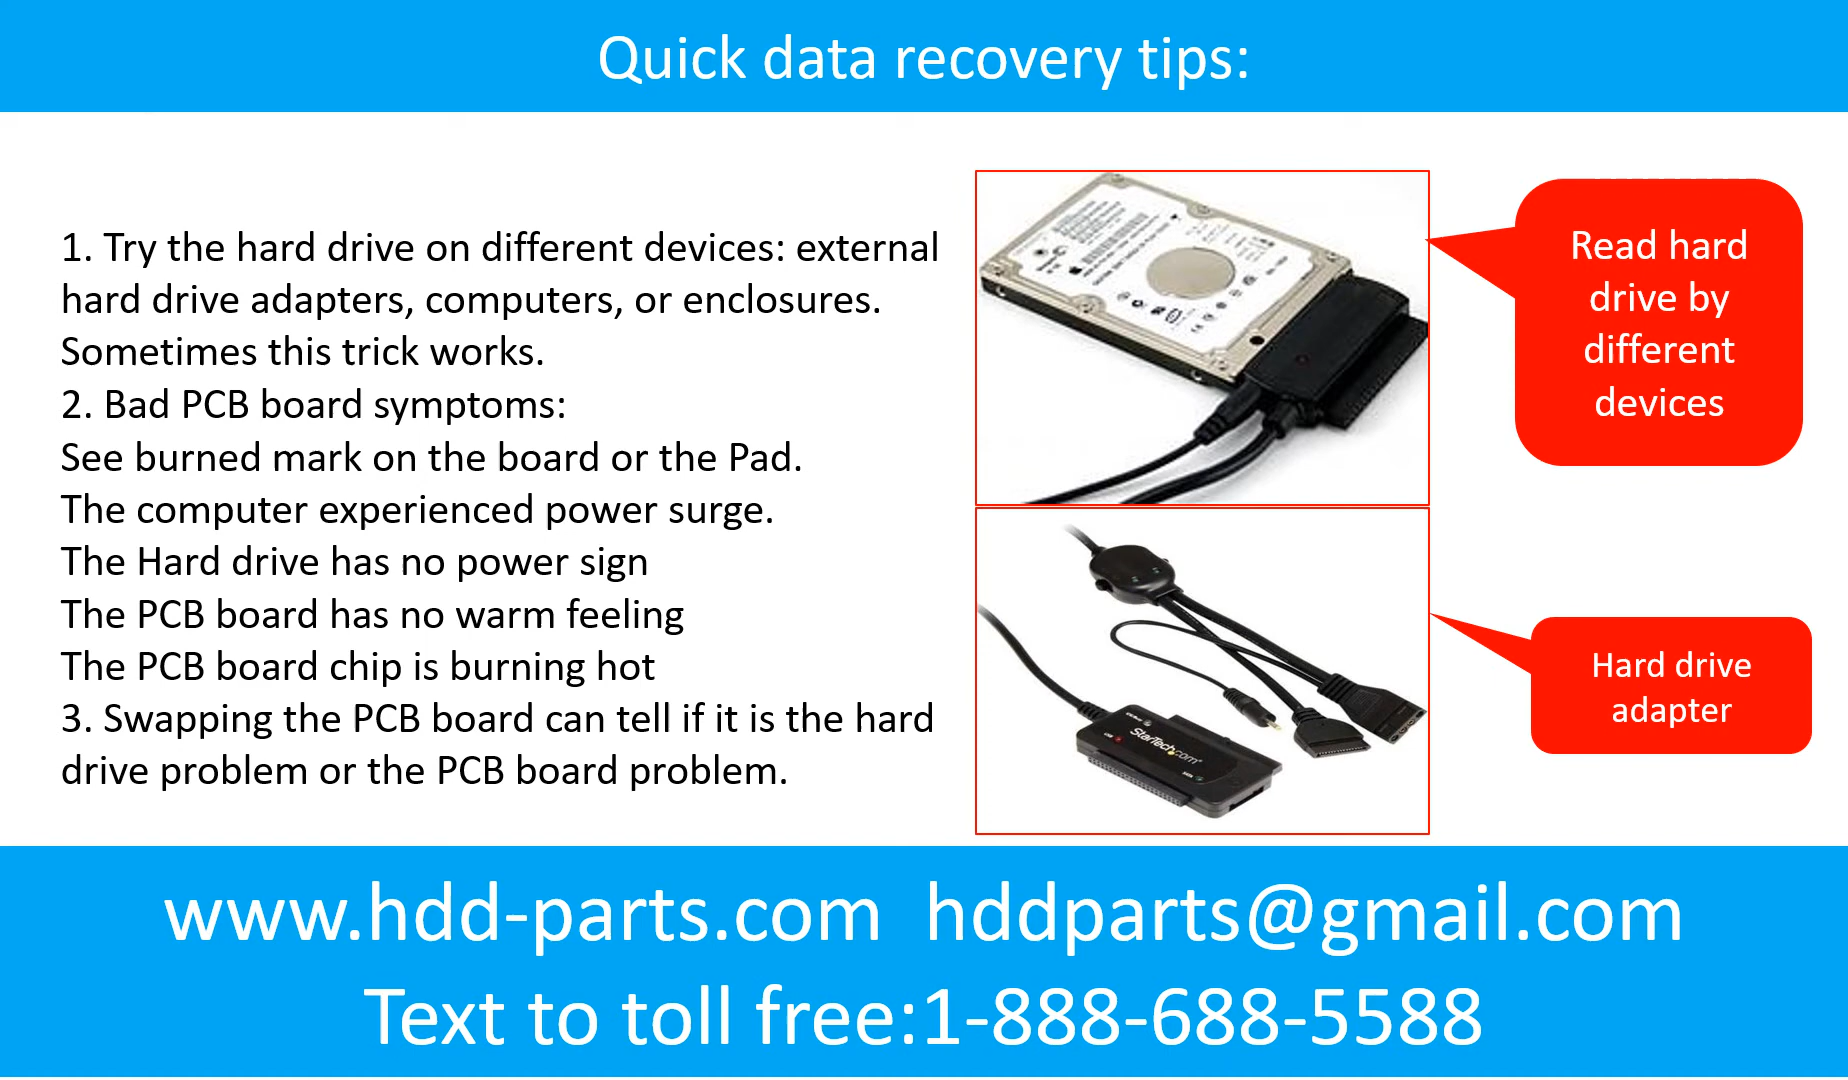 Quick data recovery tips:
1. Try the hard drive on different devices: external
hard drive adapters, computers, or enclosures.
Sometimes this trick works.
2. Bad PCB board symptoms:
See burned mark on the board or the Pad.
The computer experienced power surge.
The Hard drive has no power sign
The PCB board has no warm feeling
The PCB board chip is burning hot
3. Swapping the PCB board can tell if it is the hard
drive problem or the PCB board problem.
Read hard
drive by
different
devices
StarTech.com
Hard drive
adapter
www.hdd-parts.com hddparts@gmail.com
Text to toll free:1-888-688-5588